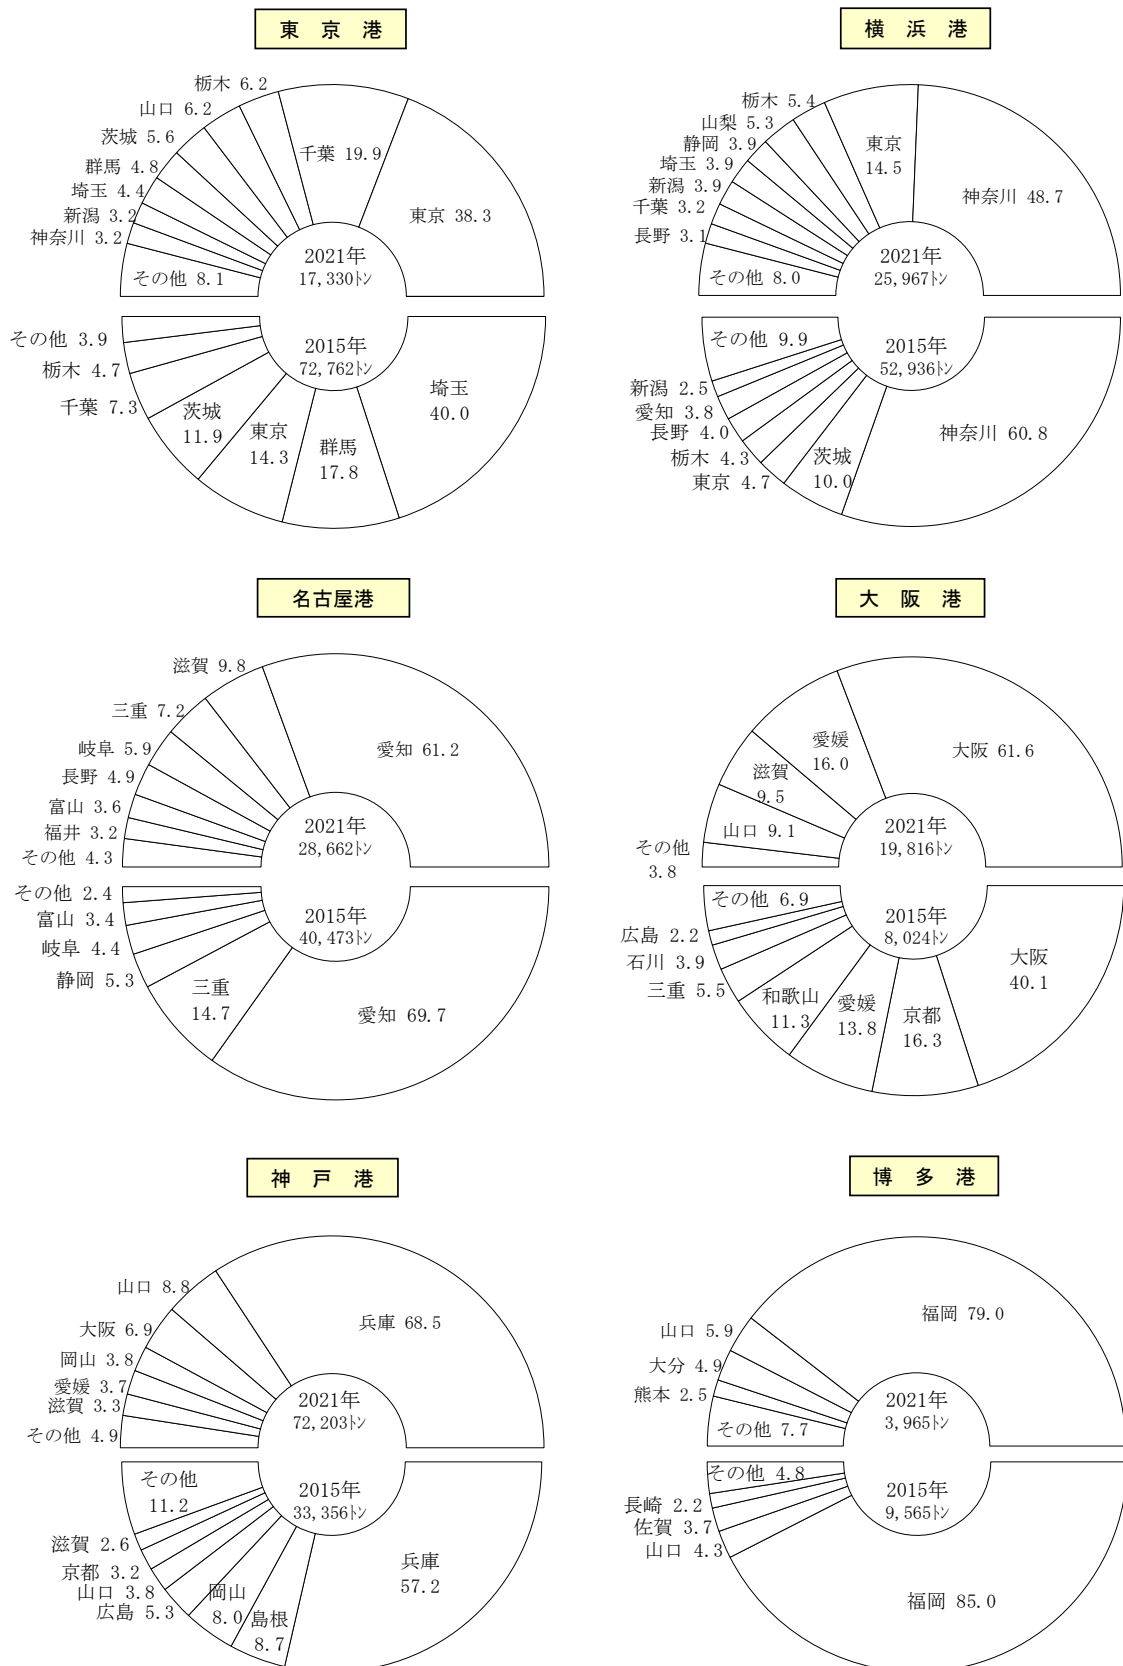 東 京 港
栃木 6.2
山口 6.2
茨城 5.6
群馬 4.8
埼玉 4.4
新潟 3.2
神奈川 3.2
その他 8.1
千葉 19.9
東京 38.3
2021年
17,330トン
2015年
72,762トン
その他 3.9
栃木 4.7
千葉 7.3
茨城
11.9
東京
14.3
群馬
17.8
埼玉
40.0
横 浜 港
栃木 5.4
山梨 5.3
静岡 3.9
埼玉 3.9
新潟 3.9
千葉 3.2
長野 3.1
その他 8.0
東京
14.5
神奈川 48.7
2021年
25,967トン
2015年
52,936トン
その他 9.9
新潟 2.5
愛知 3.8
長野 4.0
栃木 4.3
東京 4.7
茨城
10.0
神奈川 60.8
名古屋港
滋賀 9.8
三重 7.2
岐阜 5.9
長野 4.9
富山 3.6
福井 3.2
その他 4.3
愛知 61.2
2021年
28,662トン
2015年
40,473トン
その他 2.4
富山 3.4
岐阜 4.4
静岡 5.3
三重
14.7
愛知 69.7
大 阪 港
愛媛
16.0
滋賀
9.5
山口 9.1
その他
3.8
大阪 61.6
2021年
19,816トン
2015年
8,024トン
その他 6.9
広島 2.2
石川 3.9
三重 5.5
和歌山
11.3
愛媛
13.8
京都
16.3
大阪
40.1
神 戸 港
山口 8.8
大阪 6.9
岡山 3.8
愛媛 3.7
滋賀 3.3
その他 4.9
兵庫 68.5
2021年
72,203トン
2015年
33,356トン
その他
11.2
滋賀 2.6
京都 3.2
山口 3.8
広島 5.3
岡山
8.0
島根
8.7
兵庫
57.2
博 多 港
山口 5.9
大分 4.9
熊本 2.5
その他 7.7
福岡 79.0
2021年
3,965トン
2015年
9,565トン
その他 4.8
長崎 2.2
佐賀 3.7
山口 4.3
福岡 85.0